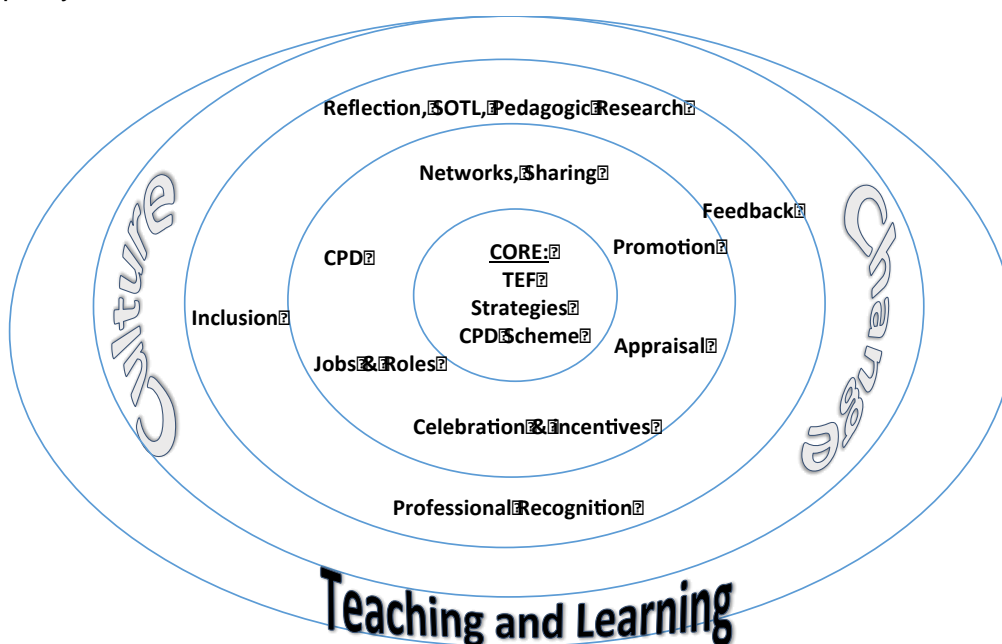 Reflection, SOTL, Pedagogic Research
Networks, Sharing
Feedback
Promotion
CPD
CORE:
TEF
Strategies
CPD Scheme
Inclusion
Appraisal
Jobs & Roles
Celebration & incentives
Professional Recognition
Culture
Change
Teaching and Learning